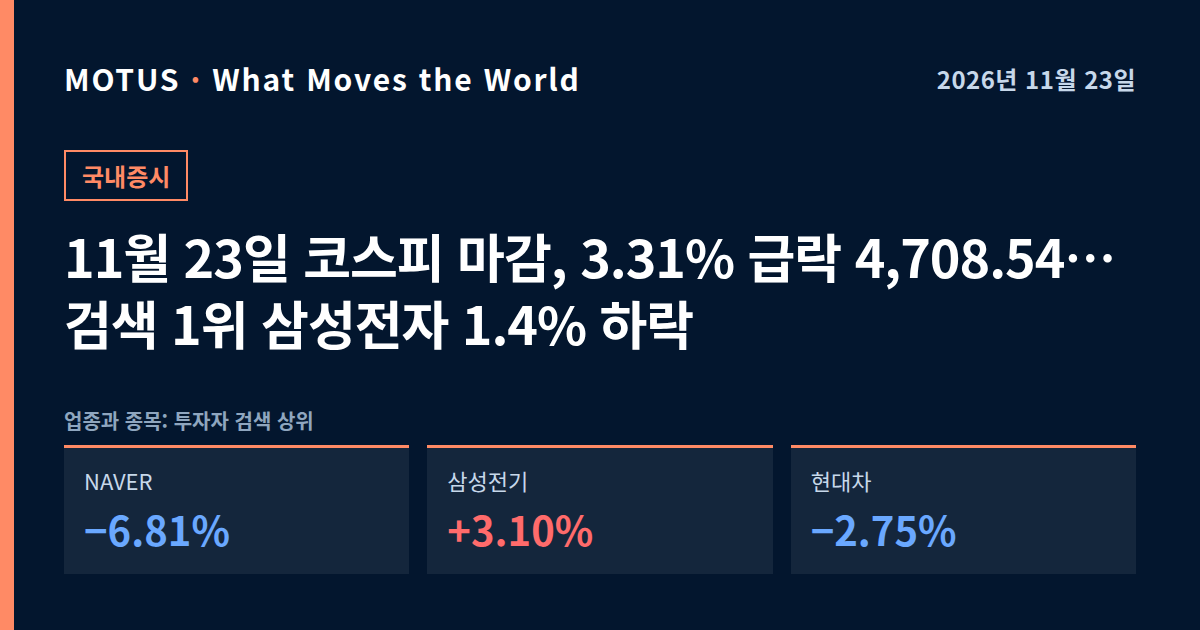 MOTUS · What Moves the World
2026년 11월 23일
국내증시
11월 23일 코스피 마감, 3.31% 급락 4,708.54…
검색 1위 삼성전자 1.4% 하락
업종과 종목: 투자자 검색 상위
NAVER
−6.81%
삼성전기
+3.10%
현대차
−2.75%